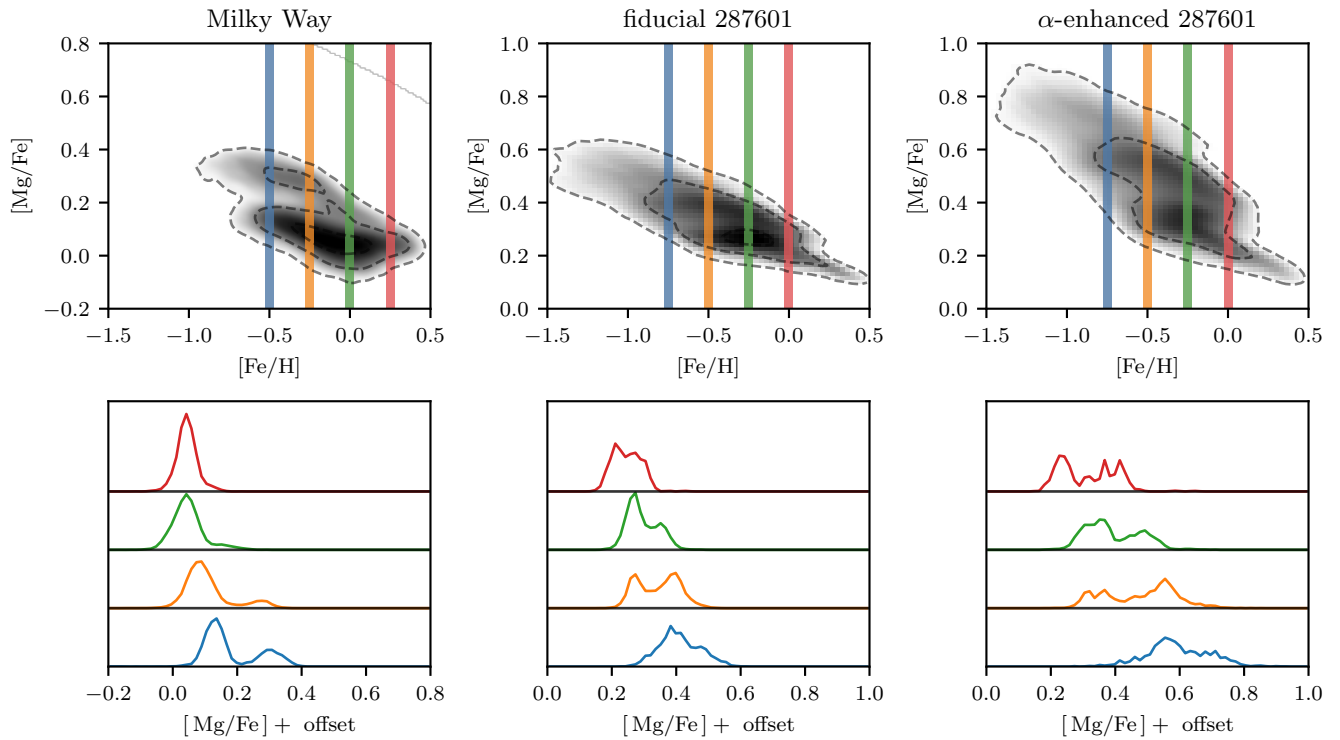 Milky Way
fiducial 287601
α-enhanced 287601
0.8
0.6
0.4
0.2
0.0
−0.2
[Mg/Fe]
−1.5 −1.0 −0.5 0.0 0.5
[Fe/H]
1.0
0.8
0.6
0.4
0.2
0.0
[Mg/Fe]
−1.5 −1.0 −0.5 0.0 0.5
[Fe/H]
1.0
0.8
0.6
0.4
0.2
0.0
[Mg/Fe]
−1.5 −1.0 −0.5 0.0 0.5
[Fe/H]
−0.2 0.0 0.2 0.4 0.6 0.8
[Mg/Fe] + offset
0.0 0.2 0.4 0.6 0.8 1.0
[Mg/Fe] + offset
0.0 0.2 0.4 0.6 0.8 1.0
[Mg/Fe] + offset